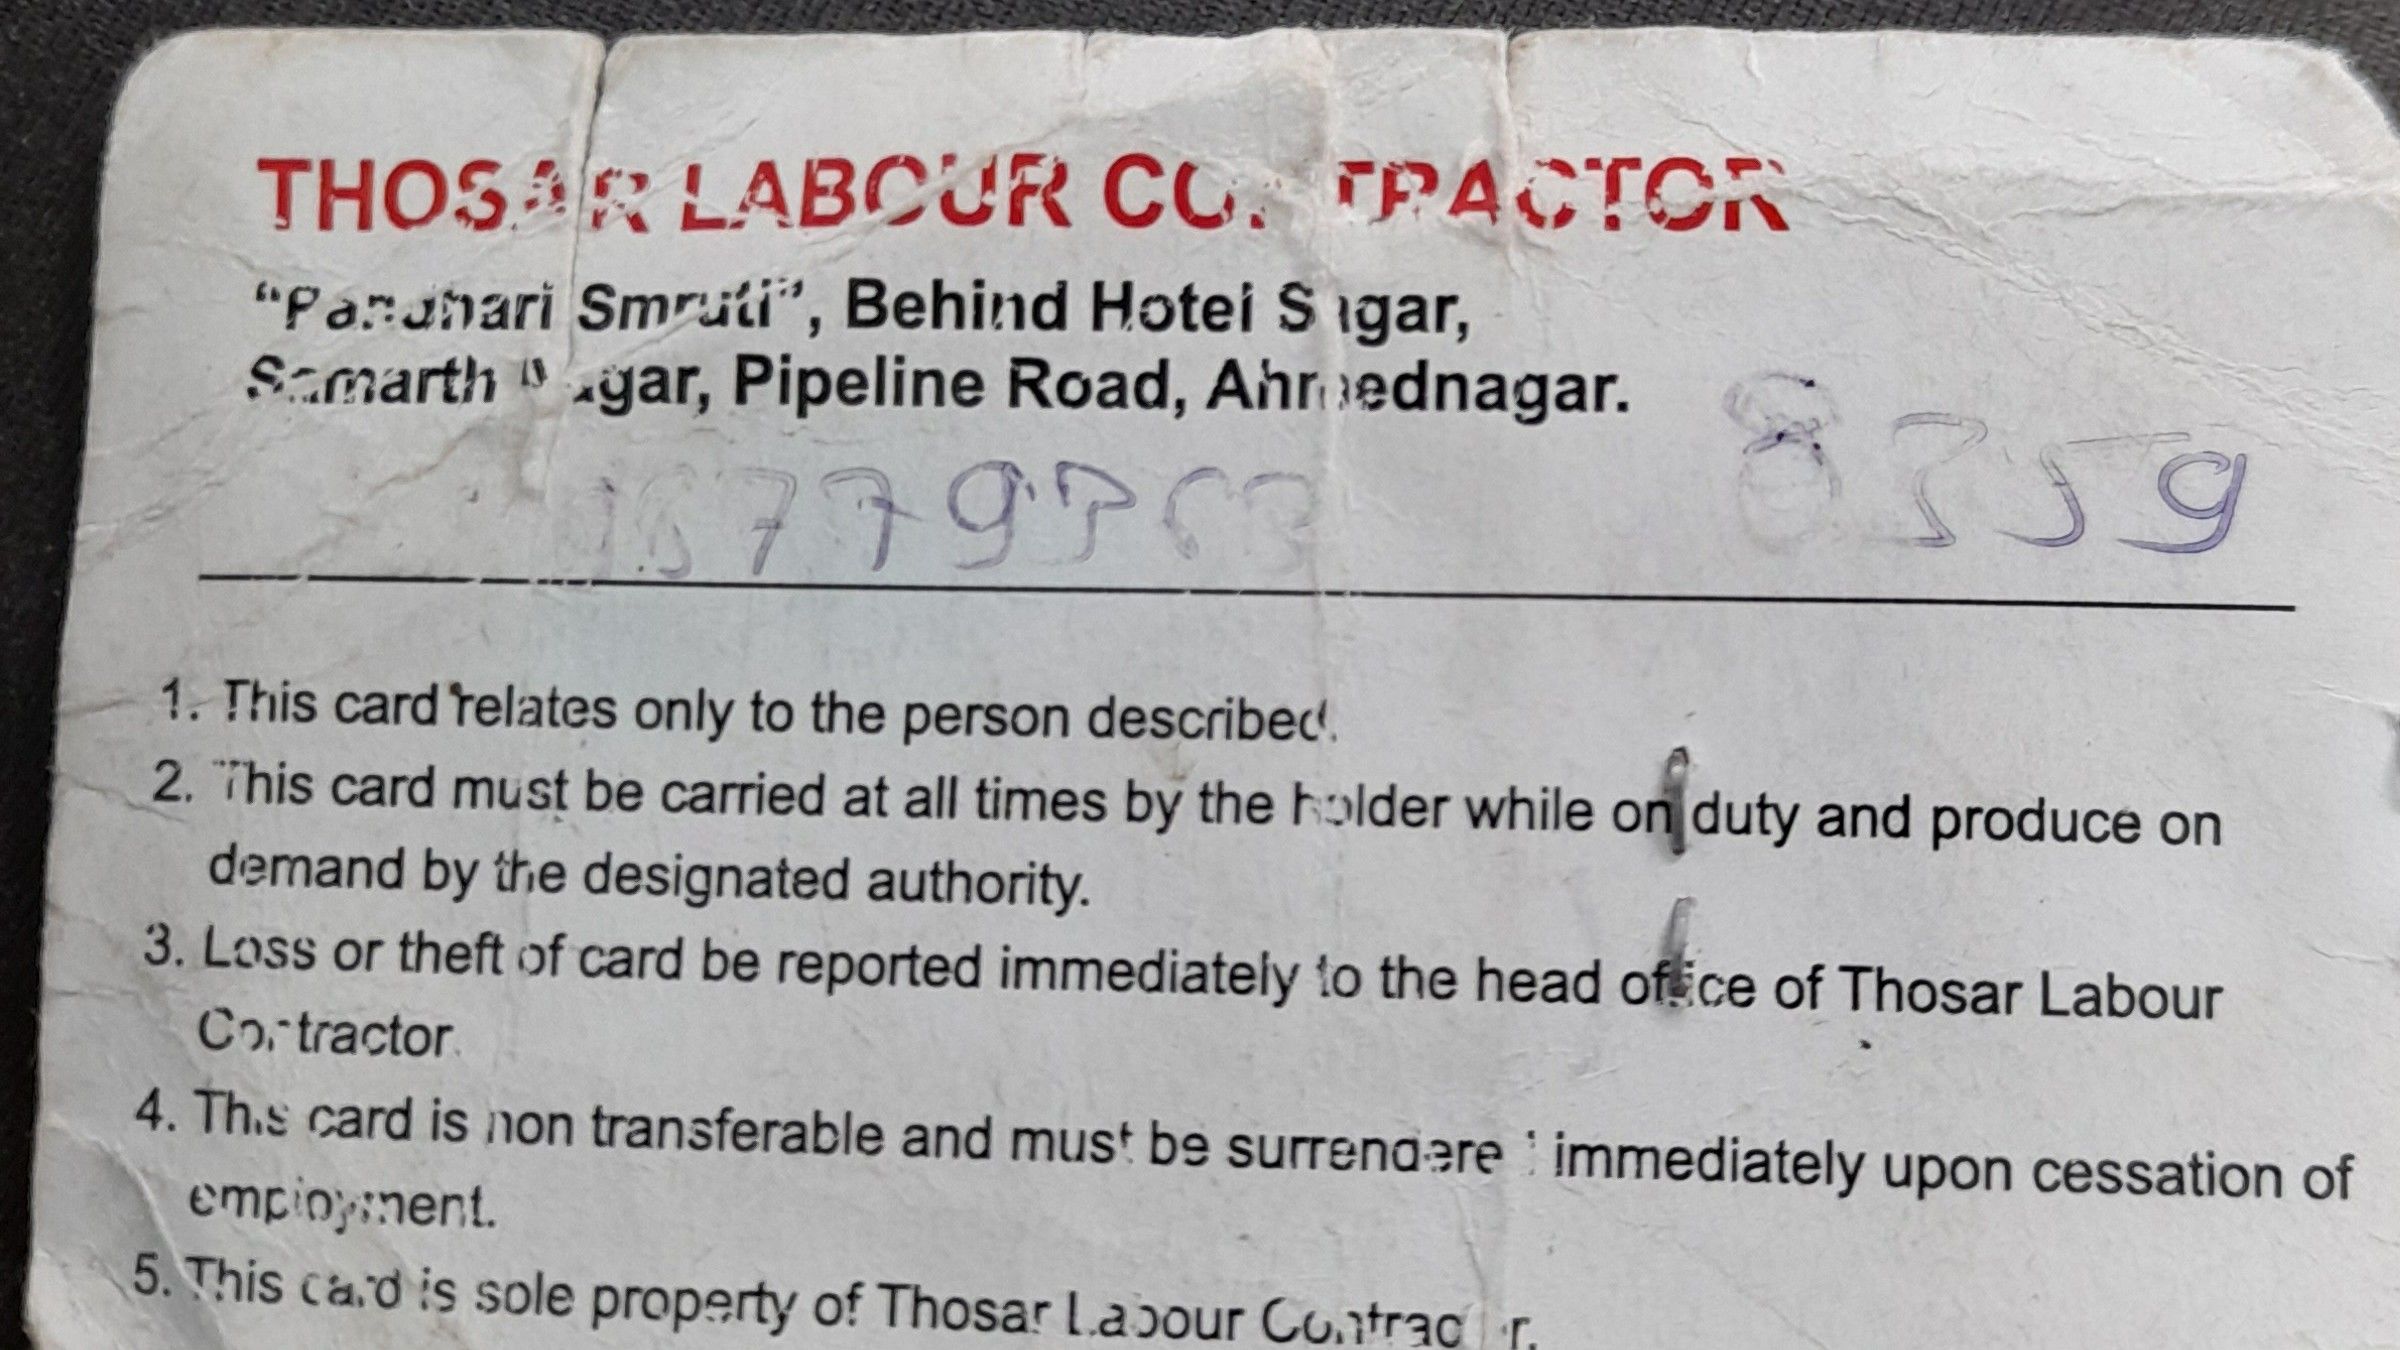 THOSAR LABOUR CONTRACTOR
"Pandhari Smruti", Behind Hotel Sagar,
Samarth Nagar, Pipeline Road, Ahmednagar.
8359
1. This card relates only to the person described.
2. This card must be carried at all times by the holder while on duty and produce on
demand by the designated authority.
3. Loss or theft of card be reported immediately to the head office of Thosar Labour
Contractor.
4. This card is non transferable and must be surrendered immediately upon cessation of
employment.
5. This card is sole property of Thosar Labour Contractor.